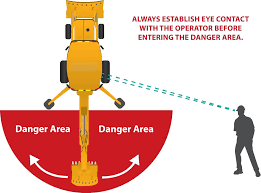 ALWAYS ESTABLISH EYE CONTACT
WITH THE OPERATOR BEFORE
ENTERING THE DANGER AREA.
Danger Area
Danger Area